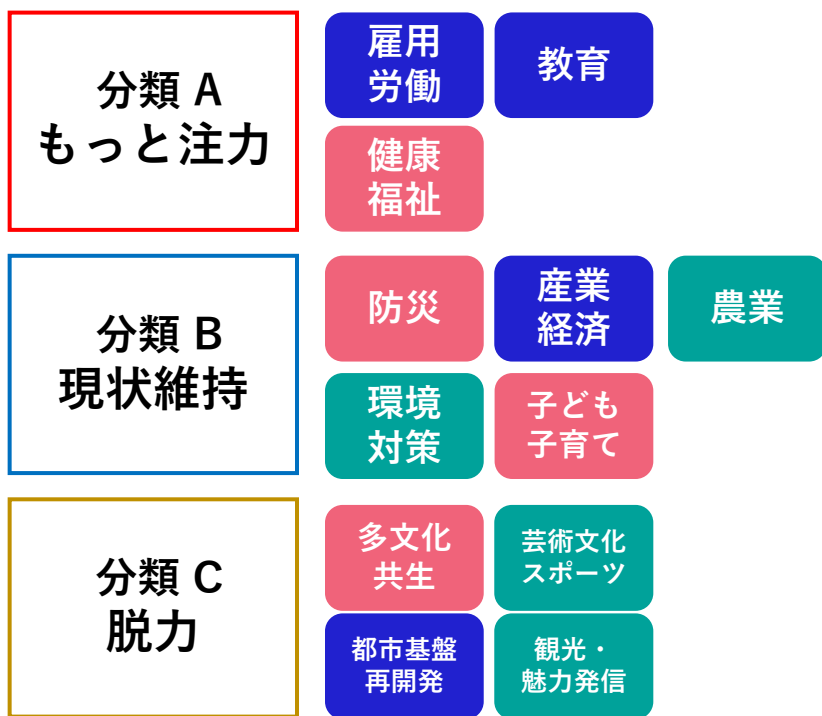 分類 A
もっと注力
雇用
労働
教育
健康
福祉
分類 B
現状維持
防災
産業
経済
農業
環境
対策
子ども
子育て
分類 C
脱力
多文化
共生
芸術文化
スポーツ
都市基盤
再開発
観光・
魅力発信